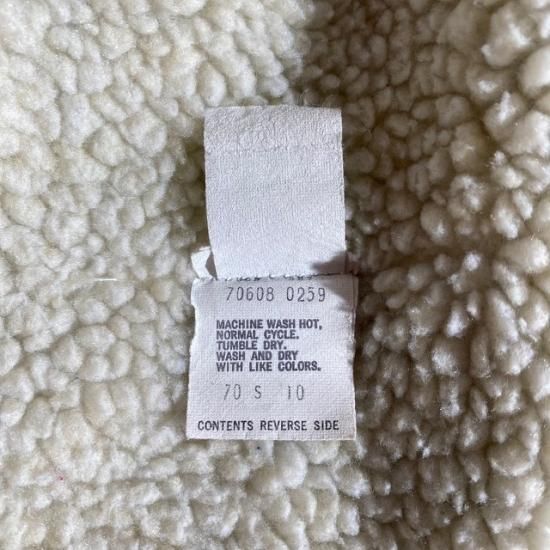 70608 0259
MACHINE WASH HOT,
NORMAL CYCLE.
TUMBLE DRY.
WASH AND DRY
WITH LIKE COLORS.
70 S 10
CONTENTS REVERSE SIDE